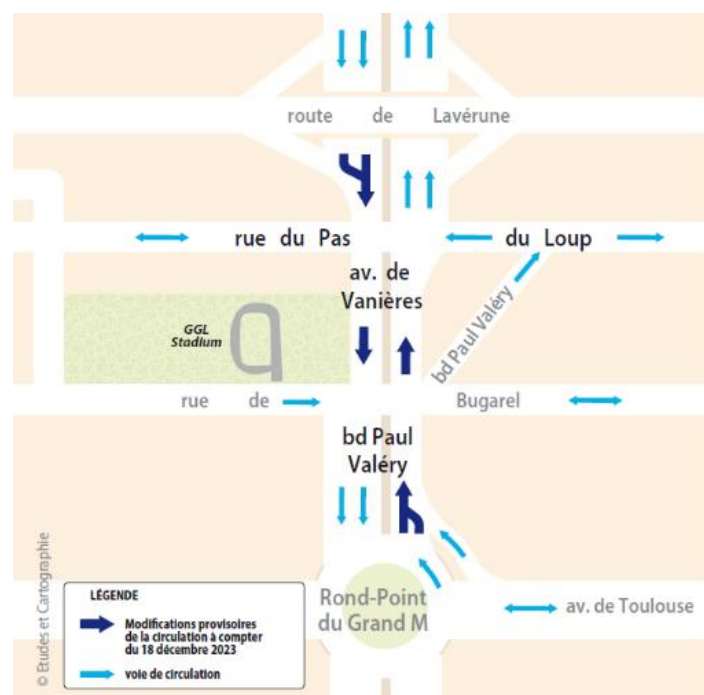 route de Lavérune
rue du Pas du Loup
av. de
Vanières
bd Paul Valéry
GGL
Stadium
rue de Bugarel
bd Paul
Valéry
Rond-Point
du Grand M
av. de Toulouse
LÉGENDE
Modifications provisoires
de la circulation à compter
du 18 décembre 2023
voie de circulation
© Etudes et Cartographie